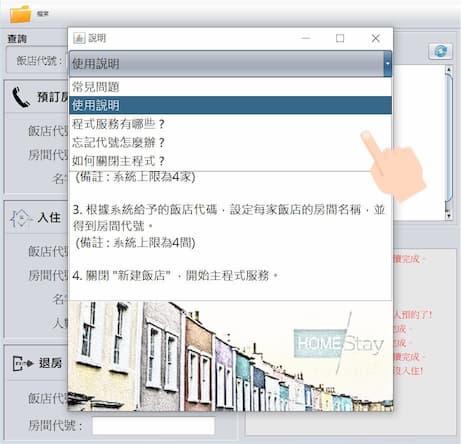 檔案
查詢
飯店代號:
說明
使用說明
常見問題
使用說明
程式服務有哪些?
忘記代號怎麼辦?
如何關閉主程式?
(備註 : 系統上限為4家)
3. 根據系統給予的飯店代碼,設定每家飯店的房間名稱,並
得到房間代號。
(備註 : 系統上限為4間)
4. 關閉 "新建飯店" ,開始主程式服務。
HOMEStay
預訂房
飯店代號
房間代號
入住
飯店代號
房間代號
人數
退房
飯店代
房間代號 :
續完成。
人預約了!
完成。
完成。
續完成。
沒入住!